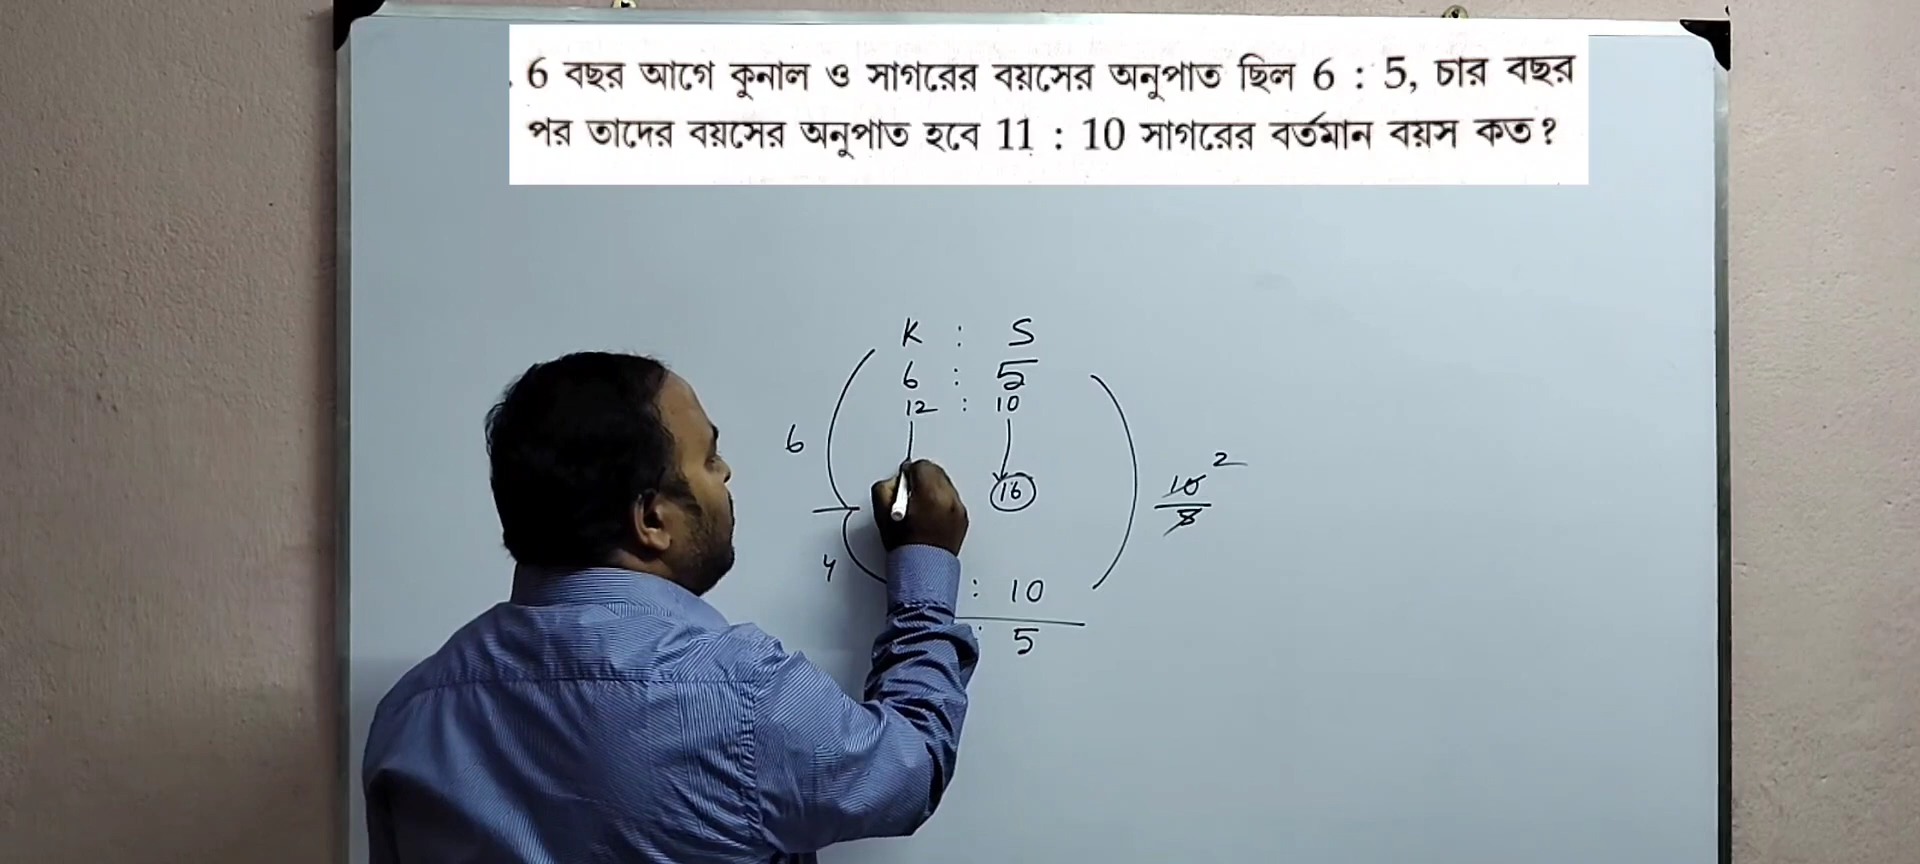 . 6 বছর আগে কুনাল ও সাগরের বয়সের অনুপাত ছিল 6 : 5, চার বছর
পর তাদের বয়সের অনুপাত হবে 11 : 10 সাগরের বর্তমান বয়স কত?
K : S
6 : 5
12 : 10
6
16
10 2
5
4
: 10
: 5